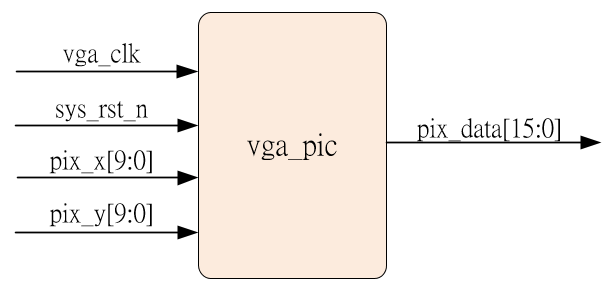 vga_clk
sys_rst_n
pix_x[9:0]
pix_y[9:0]
vga_pic
pix_data[15:0]